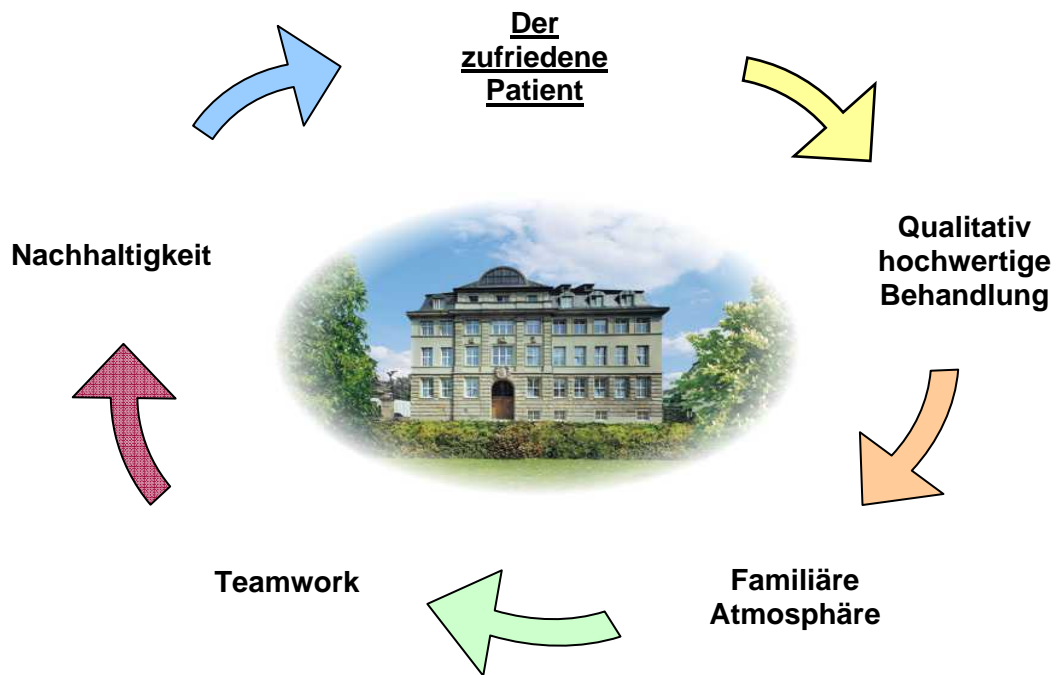 Der
zufriedene
Patient
Qualitativ
hochwertige
Behandlung
Familiäre
Atmosphäre
Teamwork
Nachhaltigkeit